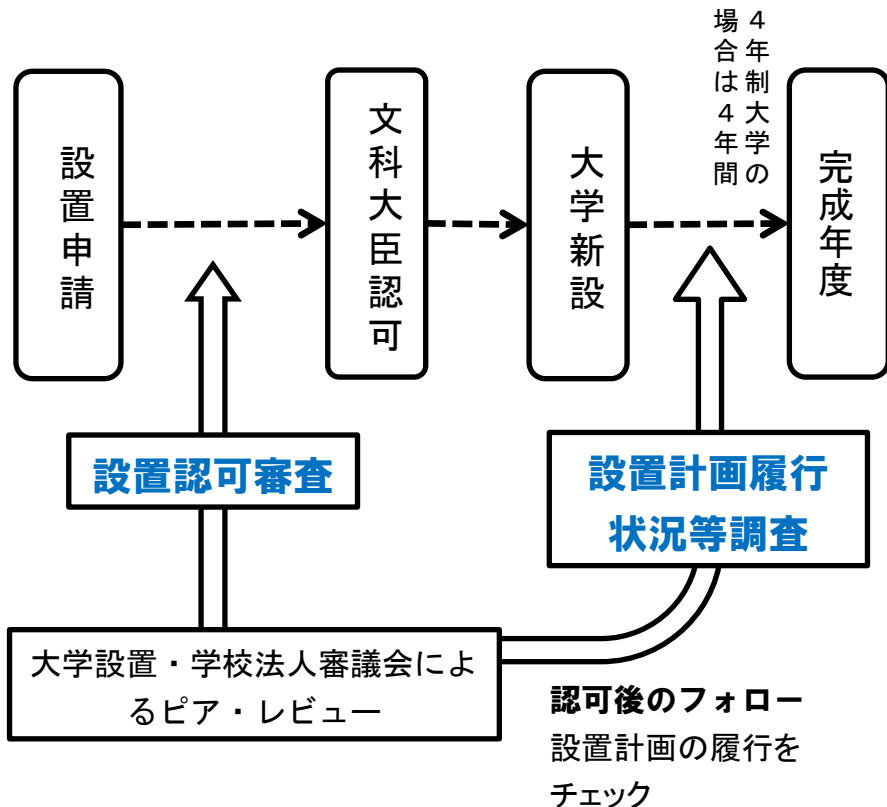 設置申請
文科大臣認可
大学新設
４年制大学の
場合は４年間
完成年度
設置認可審査
設置計画履行
状況等調査
大学設置・学校法人審議会によ
るピア・レビュー
認可後のフォロー
設置計画の履行を
チェック